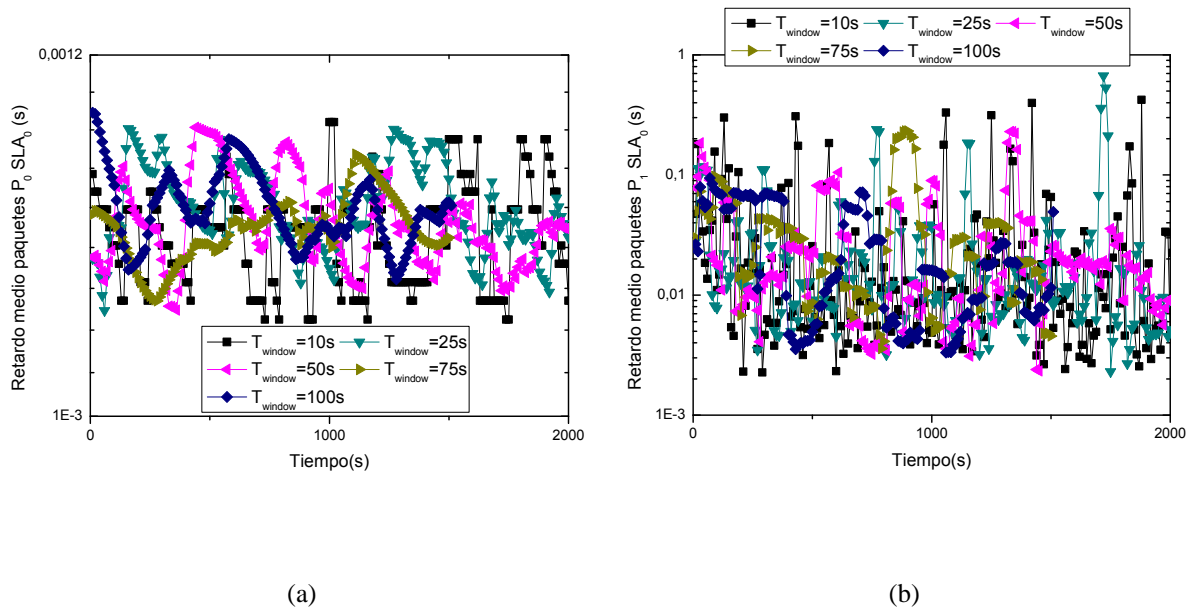 0,0012
1E-3
Retardo medio paquetes P0 SLA0 (s)
0
1000
2000
Tiempo(s)
Twindow=10s
Twindow=25s
Twindow=50s
Twindow=75s
Twindow=100s
(a)
Twindow=10s
Twindow=25s
Twindow=50s
Twindow=75s
Twindow=100s
1
0,1
0,01
1E-3
Retardo medio paquetes P1 SLA0 (s)
0
1000
2000
Tiempo(s)
(b)